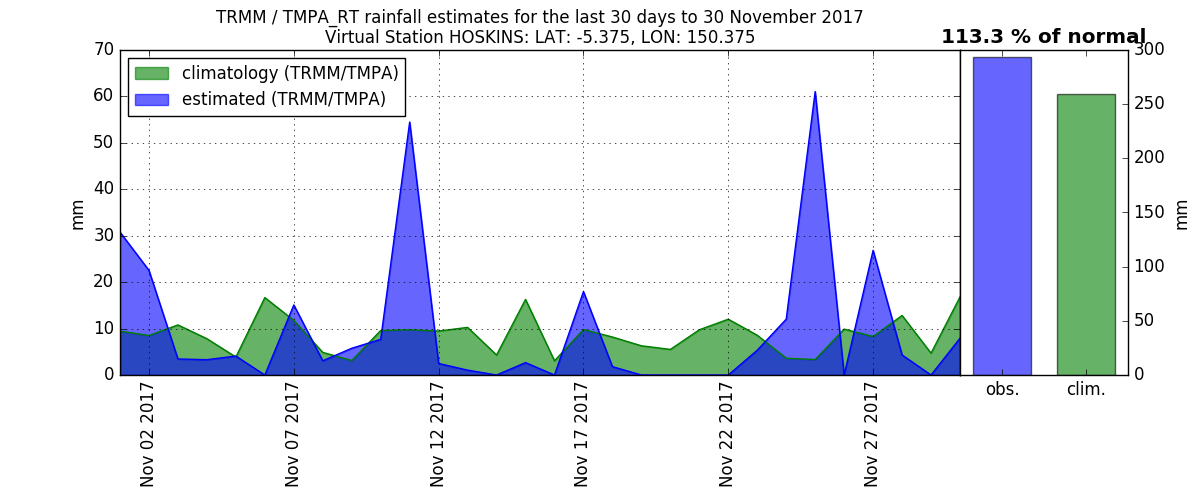 TRMM / TMPA_RT rainfall estimates for the last 30 days to 30 November 2017
Virtual Station HOSKINS: LAT: -5.375, LON: 150.375
113.3 % of normal
climatology (TRMM/TMPA)
estimated (TRMM/TMPA)
mm
70
60
50
40
30
20
10
0
Nov 02 2017
Nov 07 2017
Nov 12 2017
Nov 17 2017
Nov 22 2017
Nov 27 2017
obs.
clim.
300
250
200
150
100
50
0
mm